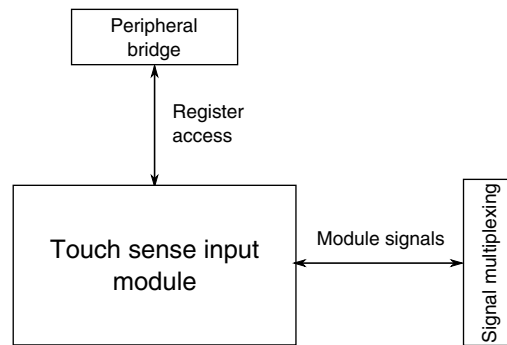 Peripheral
bridge
Register
access
Touch sense input
module
Module signals
Signal multiplexing